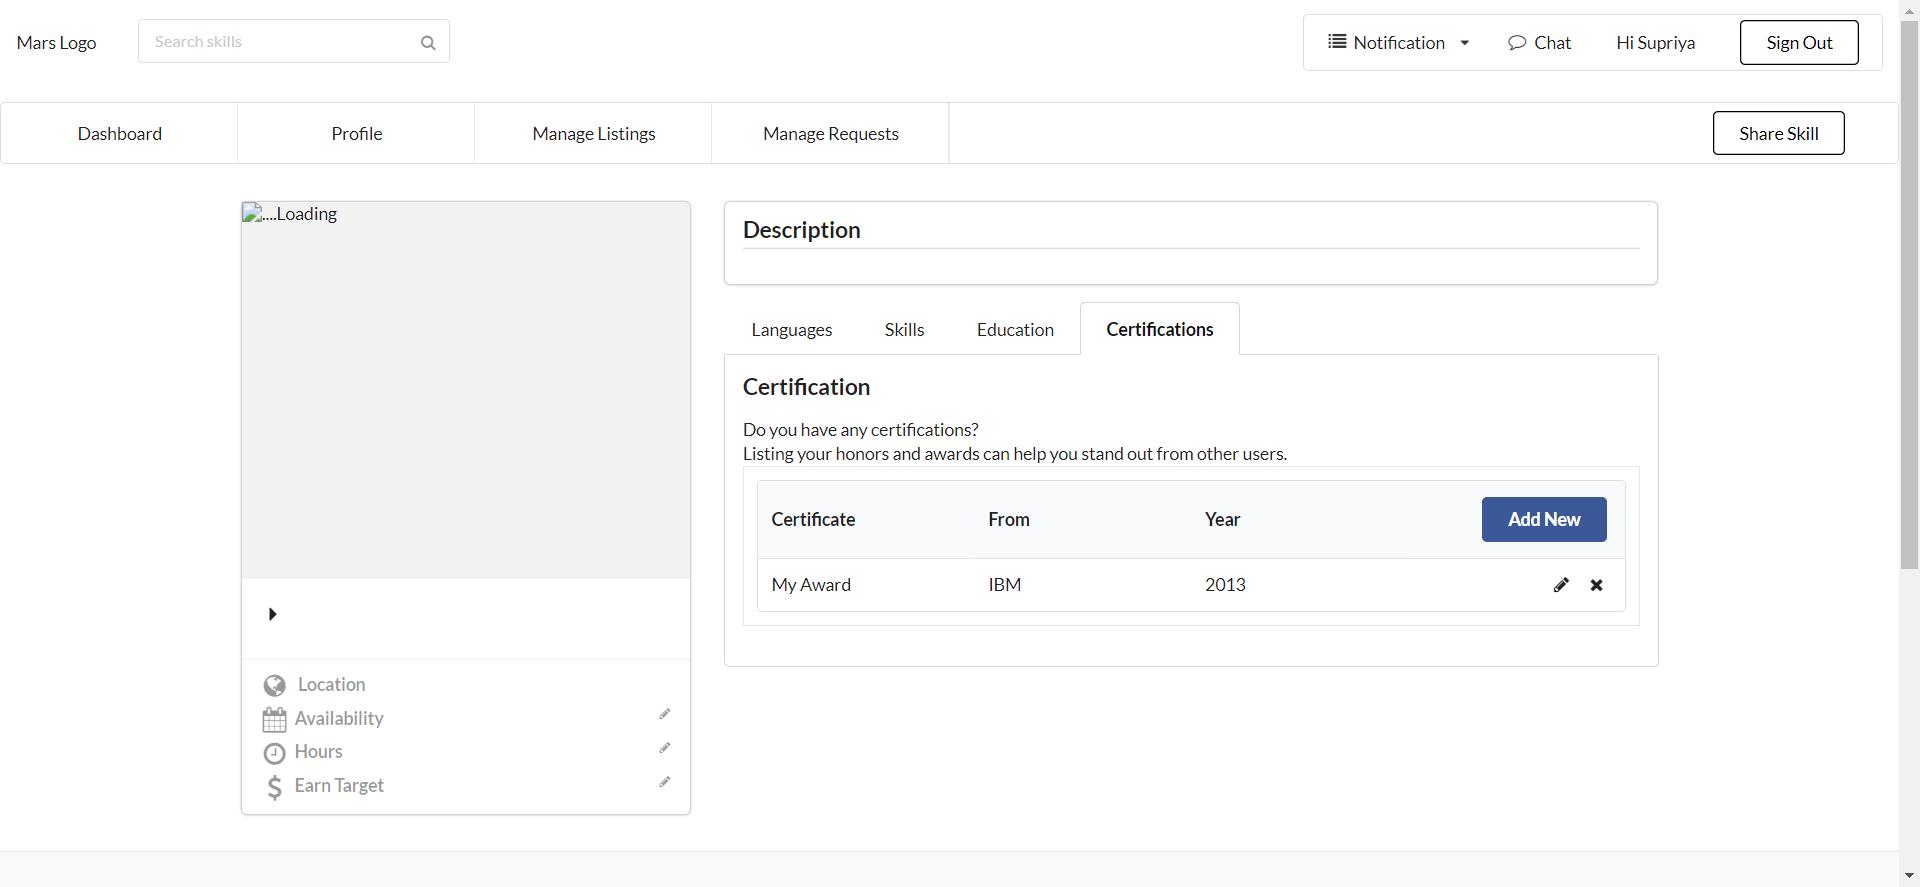 Mars Logo
Search skills
Notification
Chat
Hi Supriya
Sign Out
Dashboard
Profile
Manage Listings
Manage Requests
Share Skill
....Loading
Location
Availability
Hours
Earn Target
Description
Languages
Skills
Education
Certifications
Certification
Do you have any certifications?
Listing your honors and awards can help you stand out from other users.
Certificate From Year Add New
My Award IBM 2013